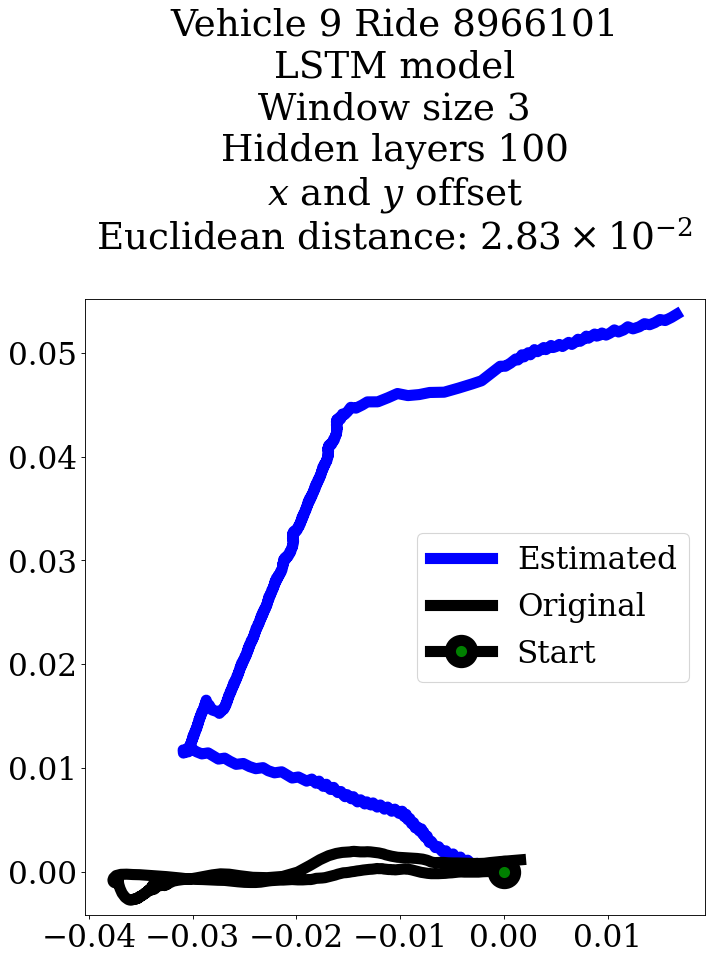 Vehicle 9 Ride 8966101
LSTM model
Window size 3
Hidden layers 100
x and y offset
Euclidean distance: 2.83 × 10⁻²
0.05
0.04
0.03
0.02
0.01
0.00
Estimated
Original
Start
−0.04 −0.03 −0.02 −0.01 0.00 0.01